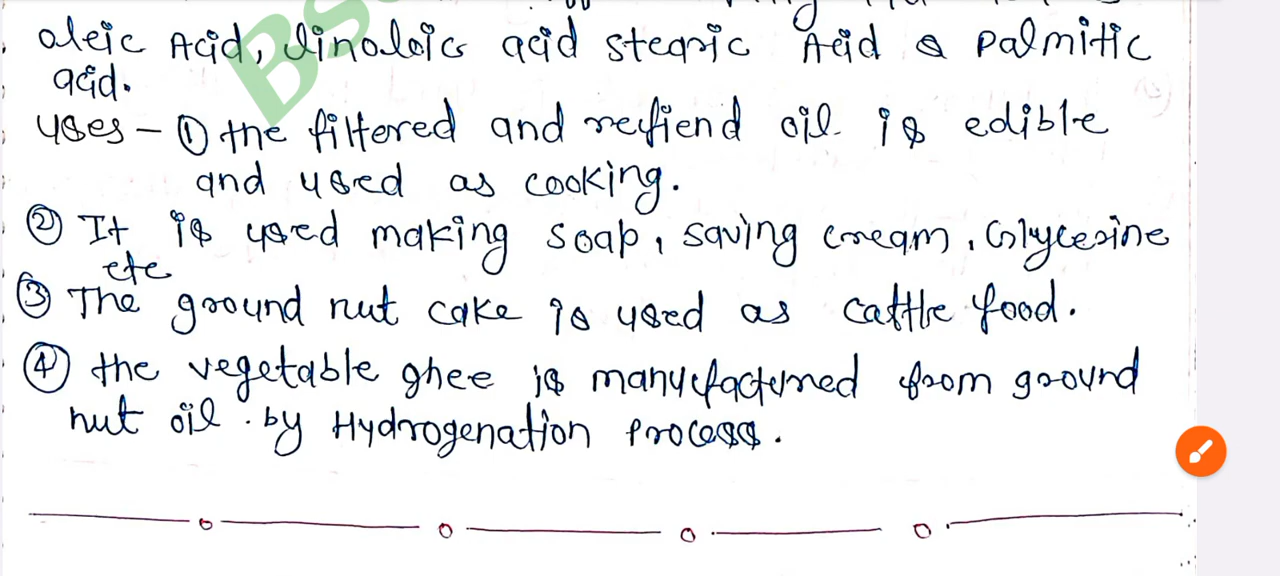 oleic Acid, linoleic acid stearic Acid & palmitic
acid.
Uses – ① the filtered and refiend oil is edible
and used as cooking.
② It is used making soap, saving cream, Glycerine
etc
③ The ground nut cake is used as cattle food.
④ the vegetable ghee is manufactured from ground
nut oil. by Hydrogenation Process.